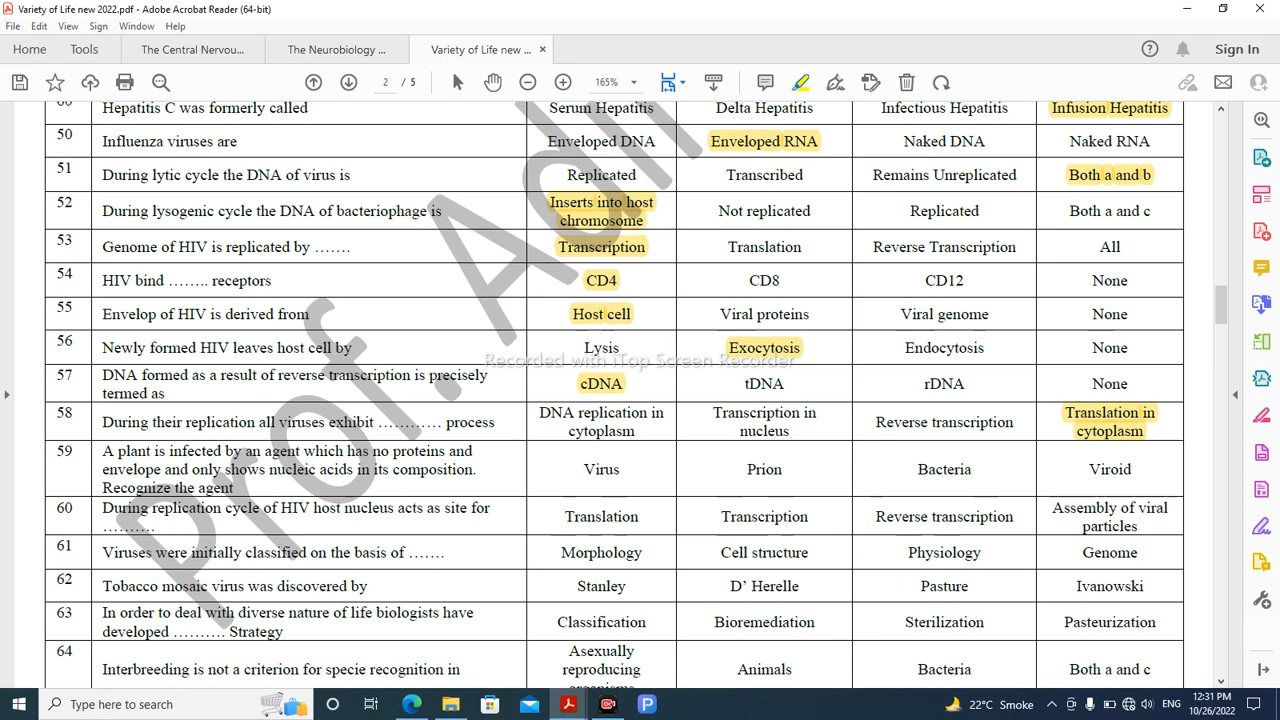 Variety of Life new 2022.pdf - Adobe Acrobat Reader (64-bit)
File Edit View Sign Window Help
Home Tools The Central Nervou... The Neurobiology ... Variety of Life new ... × Sign In
2 / 5 165%
Hepatitis C was formerly called Serum Hepatitis Delta Hepatitis Infectious Hepatitis Infusion Hepatitis
50 Influenza viruses are Enveloped DNA Enveloped RNA Naked DNA Naked RNA
51 During lytic cycle the DNA of virus is Replicated Transcribed Remains Unreplicated Both a and b
52 During lysogenic cycle the DNA of bacteriophage is Inserts into host chromosome Not replicated Replicated Both a and c
53 Genome of HIV is replicated by ……. Transcription Translation Reverse Transcription All
54 HIV bind …….. receptors CD4 CD8 CD12 None
55 Envelop of HIV is derived from Host cell Viral proteins Viral genome None
56 Newly formed HIV leaves host cell by Lysis Exocytosis Endocytosis None
Recorded with iTop Screen Recorder
57 DNA formed as a result of reverse transcription is precisely
termed as cDNA tDNA rDNA None
58 During their replication all viruses exhibit ………… process DNA replication in cytoplasm Transcription in nucleus Reverse transcription Translation in cytoplasm
59 A plant is infected by an agent which has no proteins and
envelope and only shows nucleic acids in its composition.
Recognize the agent Virus Prion Bacteria Viroid
60 During replication cycle of HIV host nucleus acts as site for
………. Translation Transcription Reverse transcription Assembly of viral particles
61 Viruses were initially classified on the basis of ……. Morphology Cell structure Physiology Genome
62 Tobacco mosaic virus was discovered by Stanley D’ Herelle Pasture Ivanowski
63 In order to deal with diverse nature of life biologists have
developed ………. Strategy Classification Bioremediation Sterilization Pasteurization
64 Interbreeding is not a criterion for specie recognition in Asexually reproducing organisms Animals Bacteria Both a and c
Prof. Adn
Type here to search 22°C Smoke ENG 12:31 PM
10/26/2022